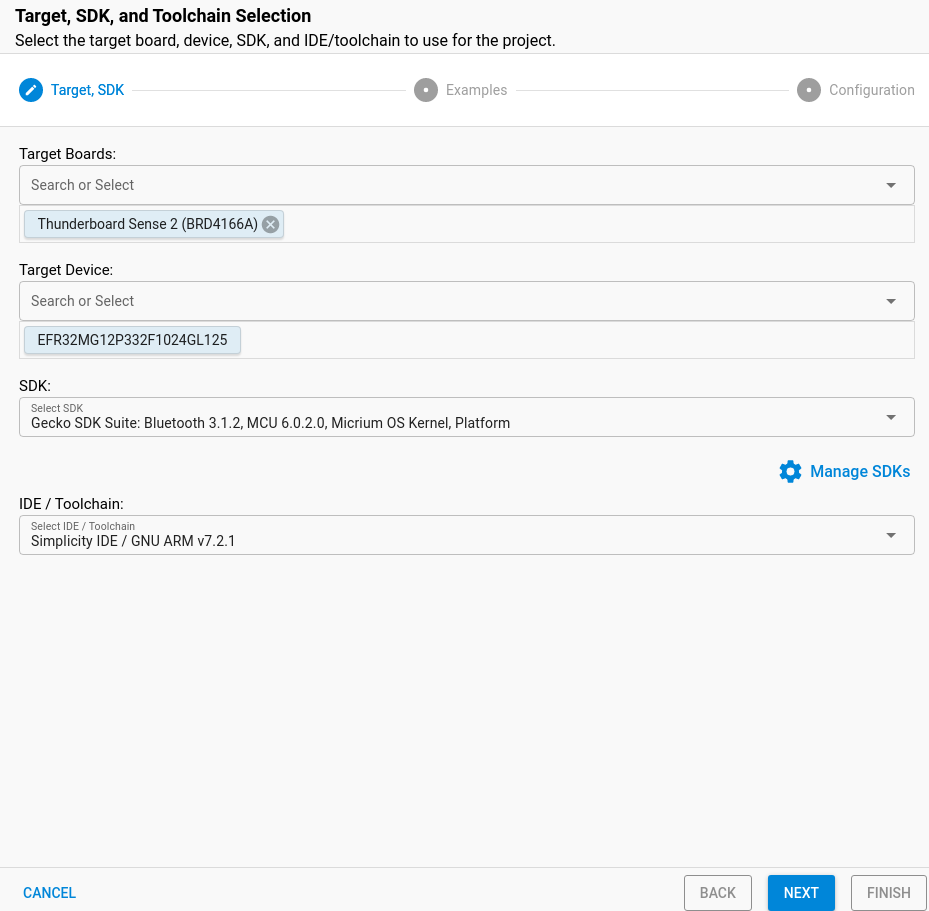 Target, SDK, and Toolchain Selection
Select the target board, device, SDK, and IDE/toolchain to use for the project.
Target, SDK
Examples
Configuration
Target Boards:
Search or Select
Thunderboard Sense 2 (BRD4166A)
Target Device:
Search or Select
EFR32MG12P332F1024GL125
SDK:
Select SDK
Gecko SDK Suite: Bluetooth 3.1.2, MCU 6.0.2.0, Micrium OS Kernel, Platform
Manage SDKs
IDE / Toolchain:
Select IDE / Toolchain
Simplicity IDE / GNU ARM v7.2.1
CANCEL
BACK
NEXT
FINISH